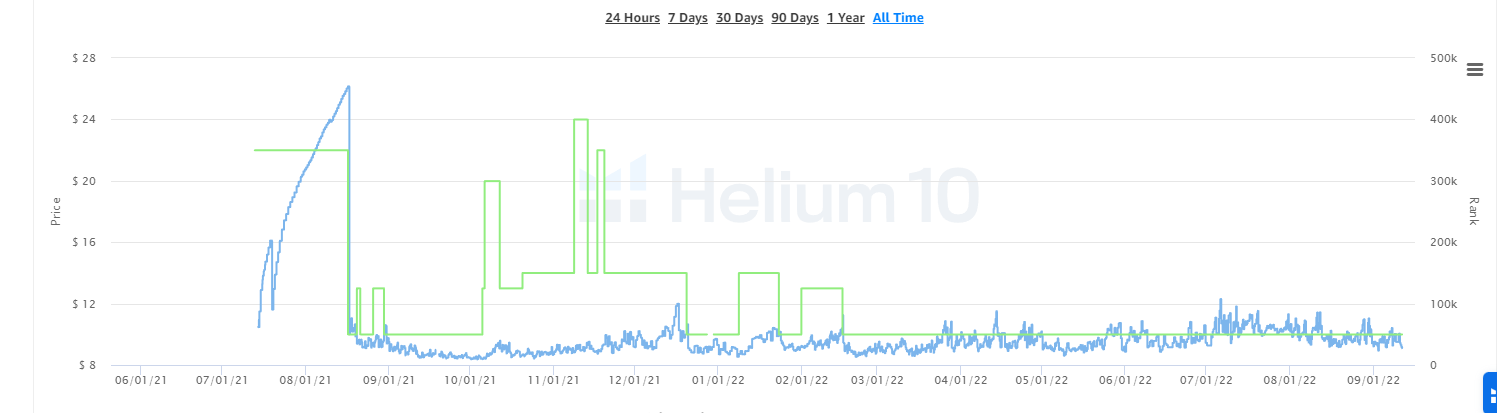 24 Hours 7 Days 30 Days 90 Days 1 Year All Time
$ 28 500k
$ 24 400k
$ 20 300k
Helium 10
Price Rank
$ 16 200k
$ 12 100k
$ 8 0
06/01/21 07/01/21 08/01/21 09/01/21 10/01/21 11/01/21 12/01/21 01/01/22 02/01/22 03/01/22 04/01/22 05/01/22 06/01/22 07/01/22 08/01/22 09/01/22